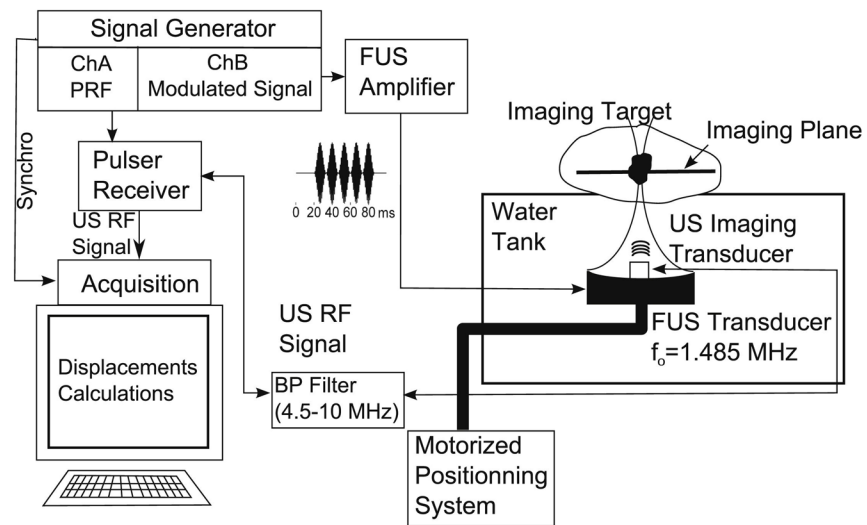 Signal Generator
ChA
PRF
ChB
Modulated Signal
FUS
Amplifier
Imaging Target
Imaging Plane
Synchro
Pulser
Receiver
0 20 40 60 80 ms
Water
Tank
US Imaging
Transducer
US RF
Signal
Acquisition
US RF
Signal
FUS Transducer
fo=1.485 MHz
Displacements
Calculations
BP Filter
(4.5-10 MHz)
Motorized
Positionning
System